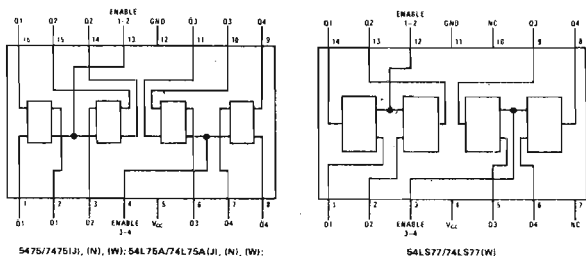 ENABLE ENABLE
Q1 Q2 Q2 1-2 GND Q3 Q3 Q4 Q1 Q2 1-2 GND NC Q3 Q4
16 15 14 13 12 11 10 9 14 13 12 11 10 9 8
1 2 3 4 5 6 7 8 1 2 3 4 5 6 7
Q1 D1 D2 ENABLE VCC D3 D4 Q4 D1 D2 ENABLE VCC D3 D4 NC
3-4 3-4
5475/7475(J), (N), (W); 54L75A/74L75A(J), (N), (W); 54LS77/74LS77(W)